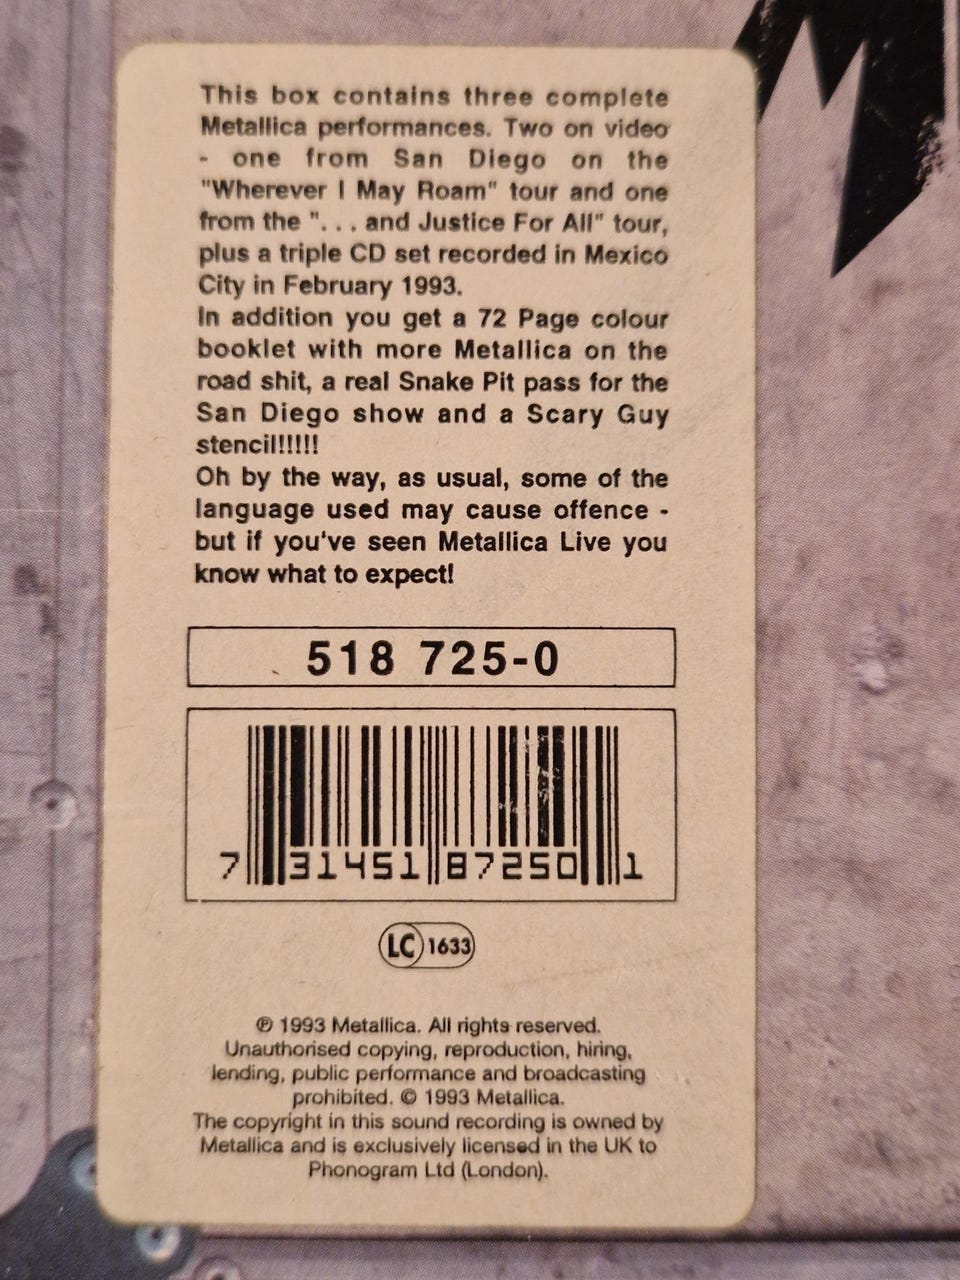 This box contains three complete
Metallica performances. Two on video
- one from San Diego on the
"Wherever I May Roam" tour and one
from the ". . . and Justice For All" tour,
plus a triple CD set recorded in Mexico
City in February 1993.
In addition you get a 72 Page colour
booklet with more Metallica on the
road shit, a real Snake Pit pass for the
San Diego show and a Scary Guy
stencil!!!!!
Oh by the way, as usual, some of the
language used may cause offence -
but if you've seen Metallica Live you
know what to expect!
518 725-0
7 31451 87250 1
LC 1633
℗ 1993 Metallica. All rights reserved.
Unauthorised copying, reproduction, hiring,
lending, public performance and broadcasting
prohibited. © 1993 Metallica.
The copyright in this sound recording is owned by
Metallica and is exclusively licensed in the UK to
Phonogram Ltd (London).